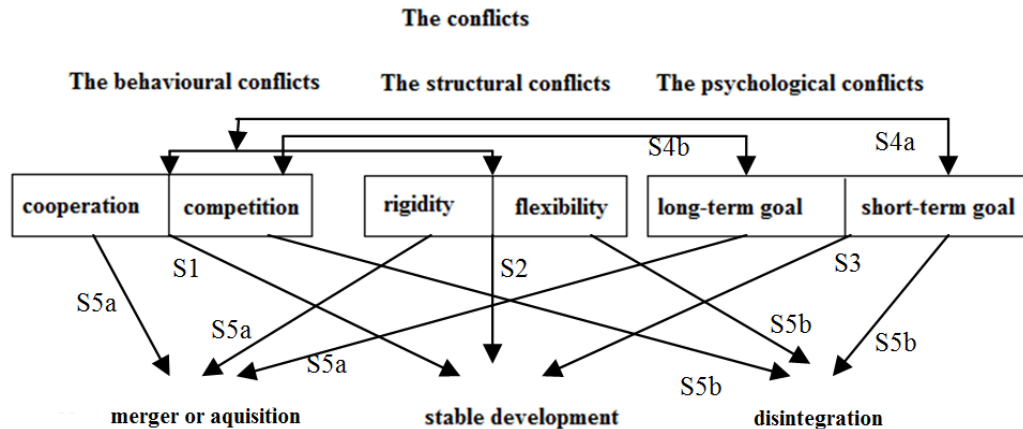 The conflicts
The behavioural conflicts The structural conflicts The psychological conflicts
S4b S4a
cooperation competition rigidity flexibility long-term goal short-term goal
S1 S2 S3
S5a S5a S5a S5b S5b S5b
merger or aquisition stable development disintegration